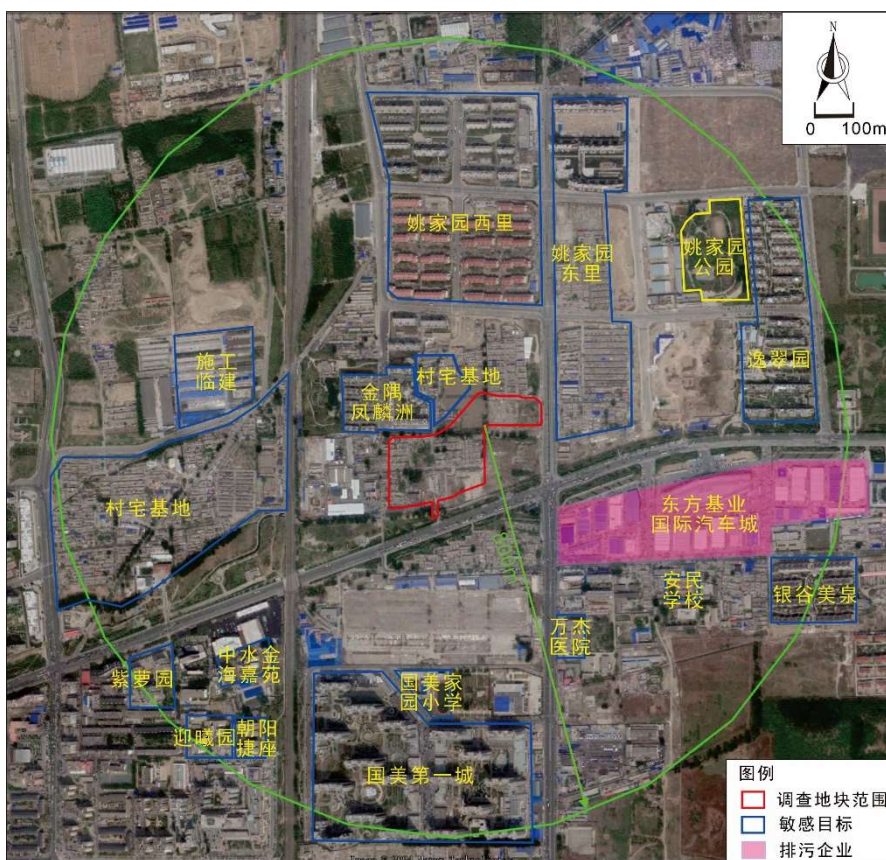 N
0 100m
姚家园西里
姚家园
东里
姚家园
公园
施工
临建
村宅基地
金隅
凤麟洲
逸翠园
村宅基地
东方基业
国际汽车城
安民
学校
银谷美泉
万杰
医院
紫萝园
中水金
海嘉苑
国美家
园小学
迎曦园
朝阳
捷座
国美第一城
图例
调查地块范围
敏感目标
排污企业